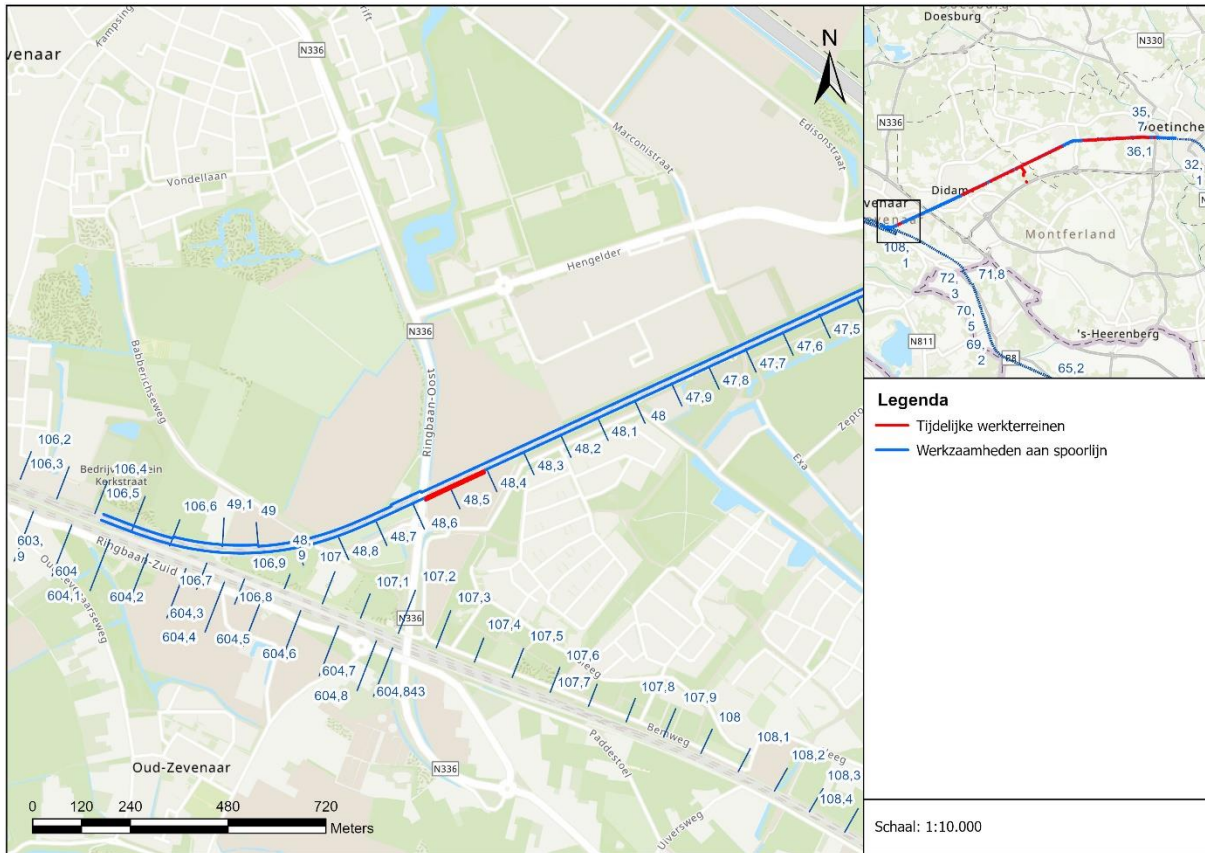 N336
Doesburg
N330
N
Marconistraat
Edisonstraat
Vondellaan
Hengelder
N336
Babberichseweg
Ringbaan-Oost
47,5
47,6
47,7
47,8
47,9
48
48,1
48,2
48,3
48,4
48,5
48,6
48,7
48,8
48,
9
49
49,1
Exa
106,2
106,3
106,4
106,5
Kerkstraat
106,6
106,7
106,8
106,9
107
107,1
107,2
107,3
107,4
107,5
107,6
107,7
107,8
107,9
108
108,1
108,2
108,3
108,4
603,
9
604
604,1
604,2
604,3
604,4
604,5
604,6
604,7
604,8
604,843
Ringbaan-Zuid
N336
Bemweg
Paddestoel
Ulversweg
Oud-Zevenaar
N336
0 120 240 480 720
Meters
N336
35,
7
36,1
32,
1
Didam
Montferland
108,
1
72,
3
71,8
70,
5
69,
2
's-Heerenberg
N811
65,2
Legenda
Tijdelijke werkterreinen
Werkzaamheden aan spoorlijn
Schaal: 1:10.000